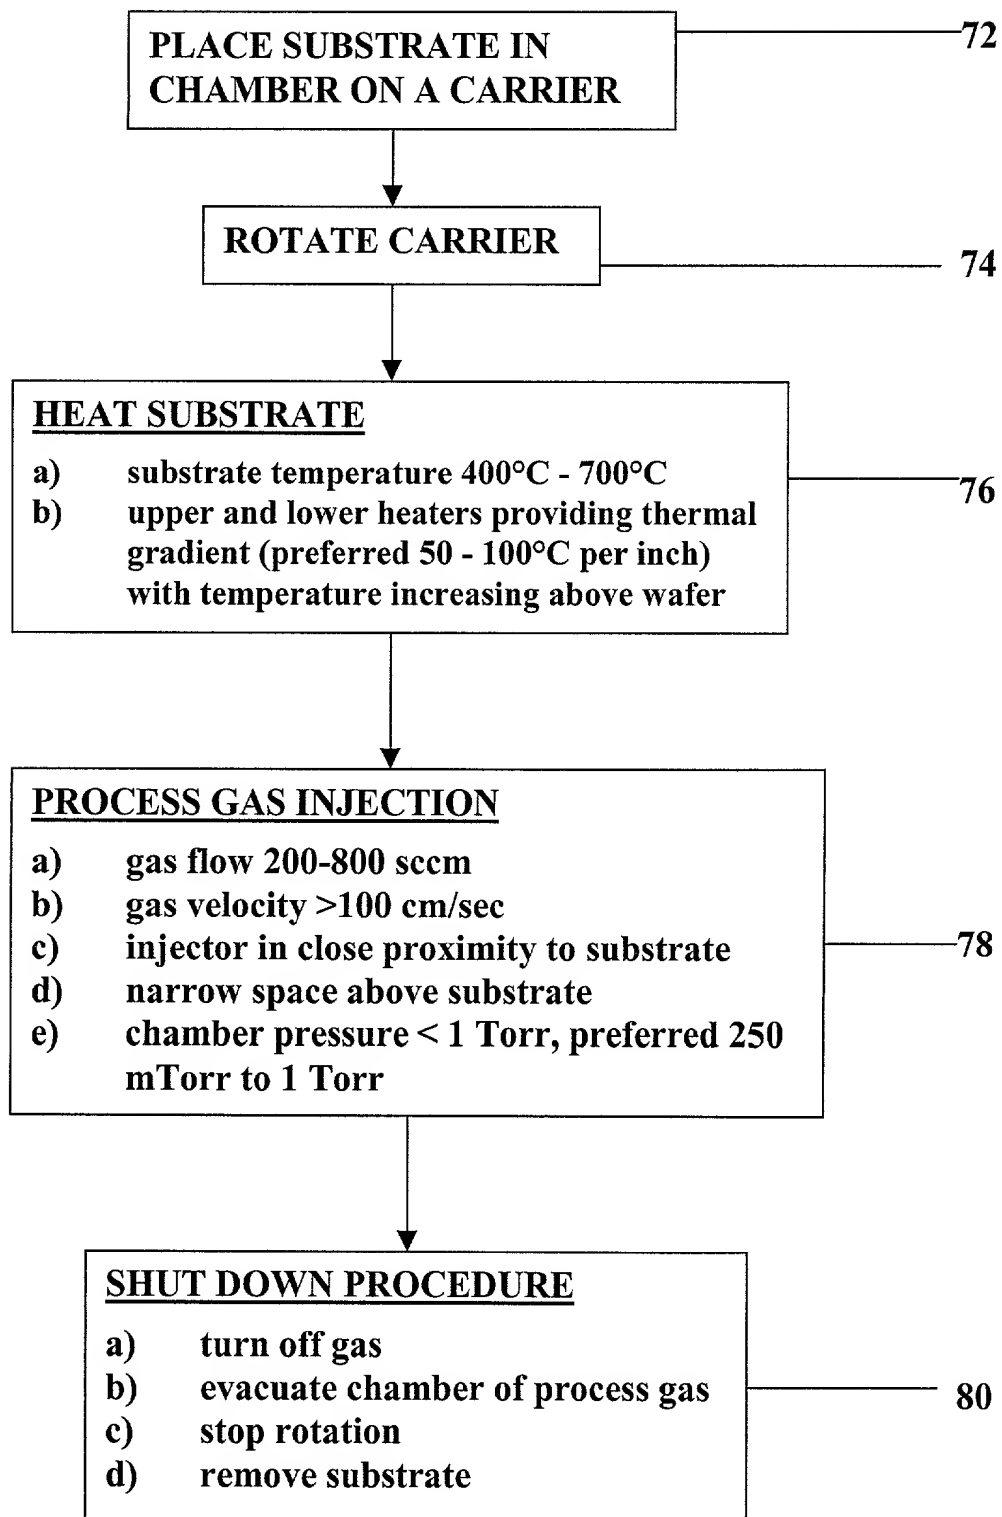 PLACE SUBSTRATE IN
CHAMBER ON A CARRIER
72
ROTATE CARRIER
74
HEAT SUBSTRATE
a) substrate temperature 400°C - 700°C
b) upper and lower heaters providing thermal
gradient (preferred 50 - 100°C per inch)
with temperature increasing above wafer
76
PROCESS GAS INJECTION
a) gas flow 200-800 sccm
b) gas velocity >100 cm/sec
c) injector in close proximity to substrate
d) narrow space above substrate
e) chamber pressure < 1 Torr, preferred 250
mTorr to 1 Torr
78
SHUT DOWN PROCEDURE
a) turn off gas
b) evacuate chamber of process gas
c) stop rotation
d) remove substrate
80